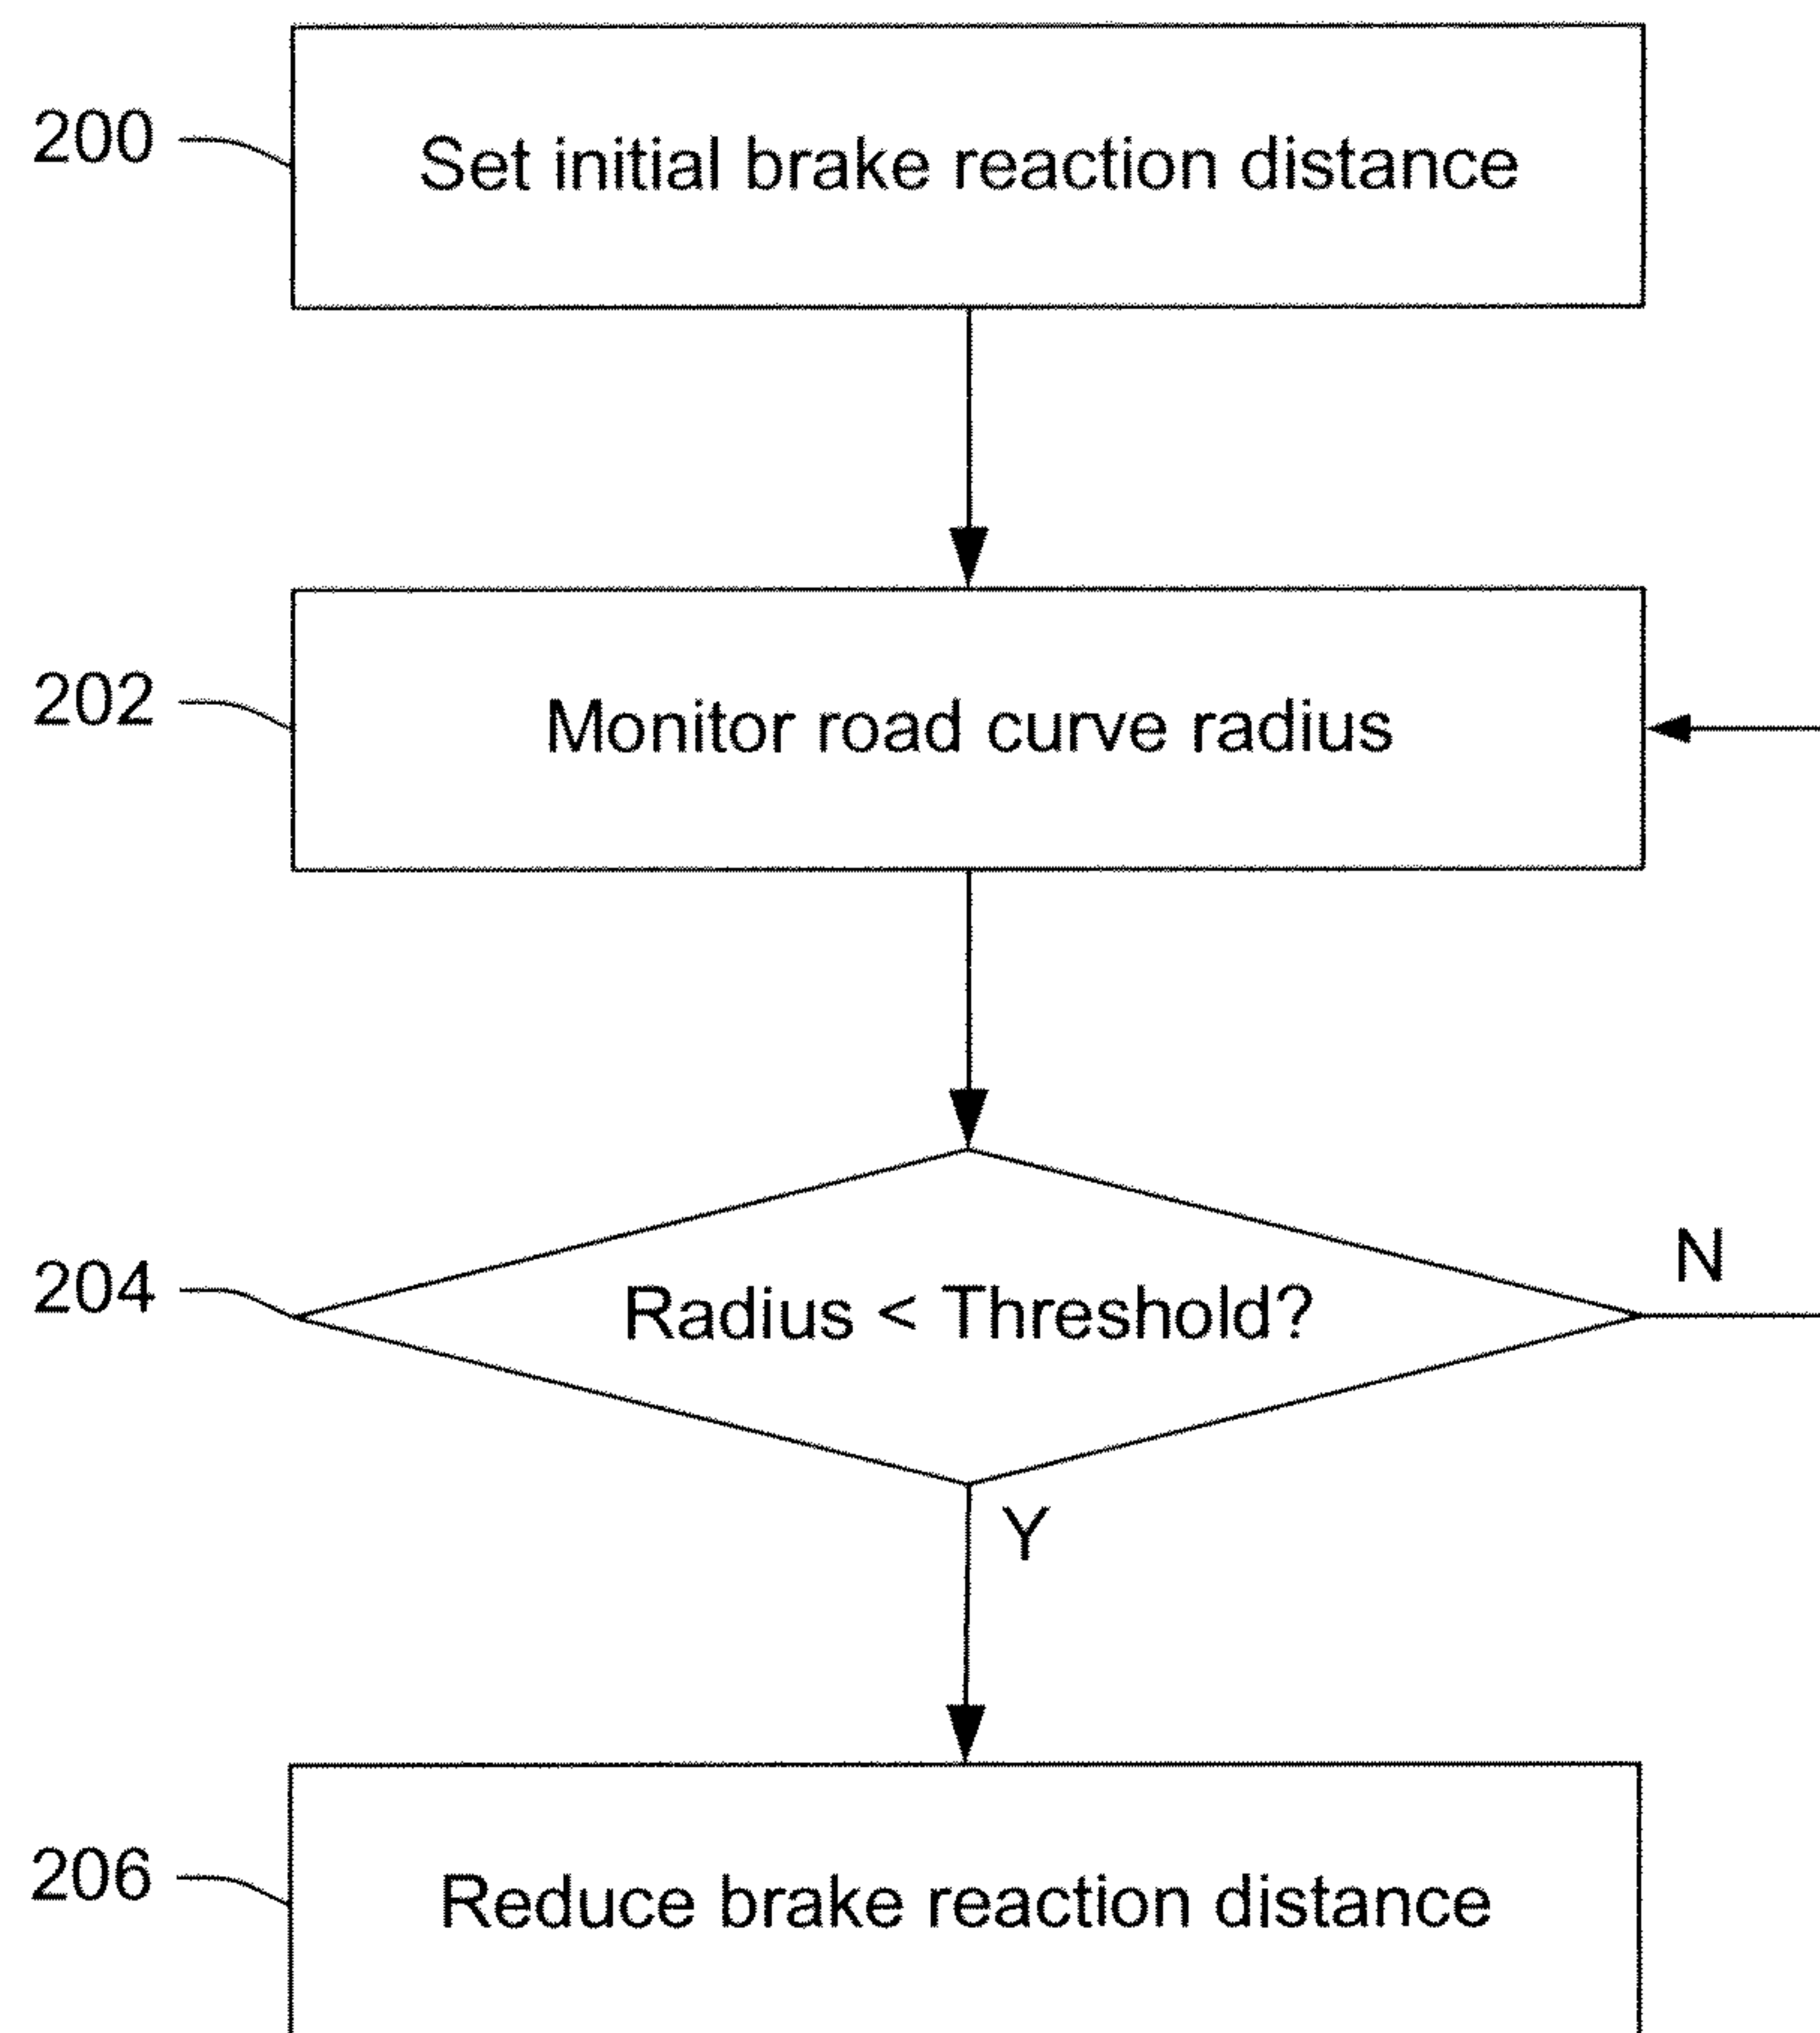 200
Set initial brake reaction distance
202
Monitor road curve radius
204
Radius < Threshold?
N
Y
206
Reduce brake reaction distance